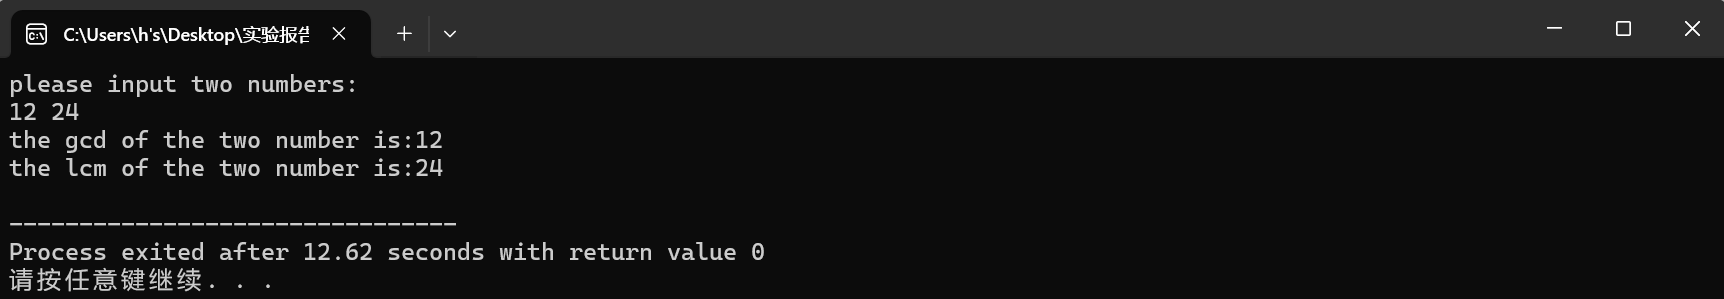 C:\Users\h's\Desktop\实验报告
please input two numbers:
12 24
the gcd of the two number is:12
the lcm of the two number is:24
--------------------------------
Process exited after 12.62 seconds with return value 0
请按任意键继续. . .